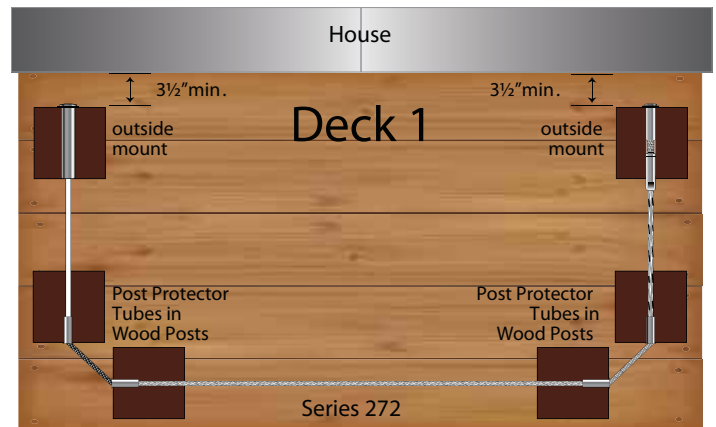 House
3½”min.
3½”min.
Deck 1
outside
mount
outside
mount
Post Protector
Tubes in
Wood Posts
Post Protector
Tubes in
Wood Posts
Series 272